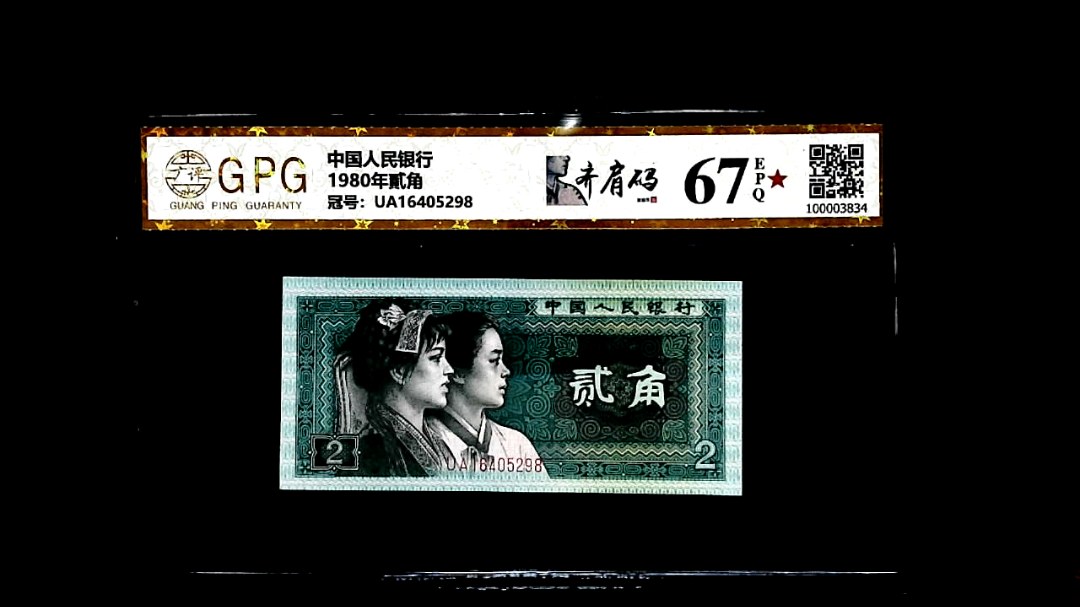 GPG
GUANG PING GUARANTY
中国人民银行
1980年贰角
冠号：UA16405298
齐眉码
67
EPQ
100003834
中国人民银行
贰角
2
2
UA16405298